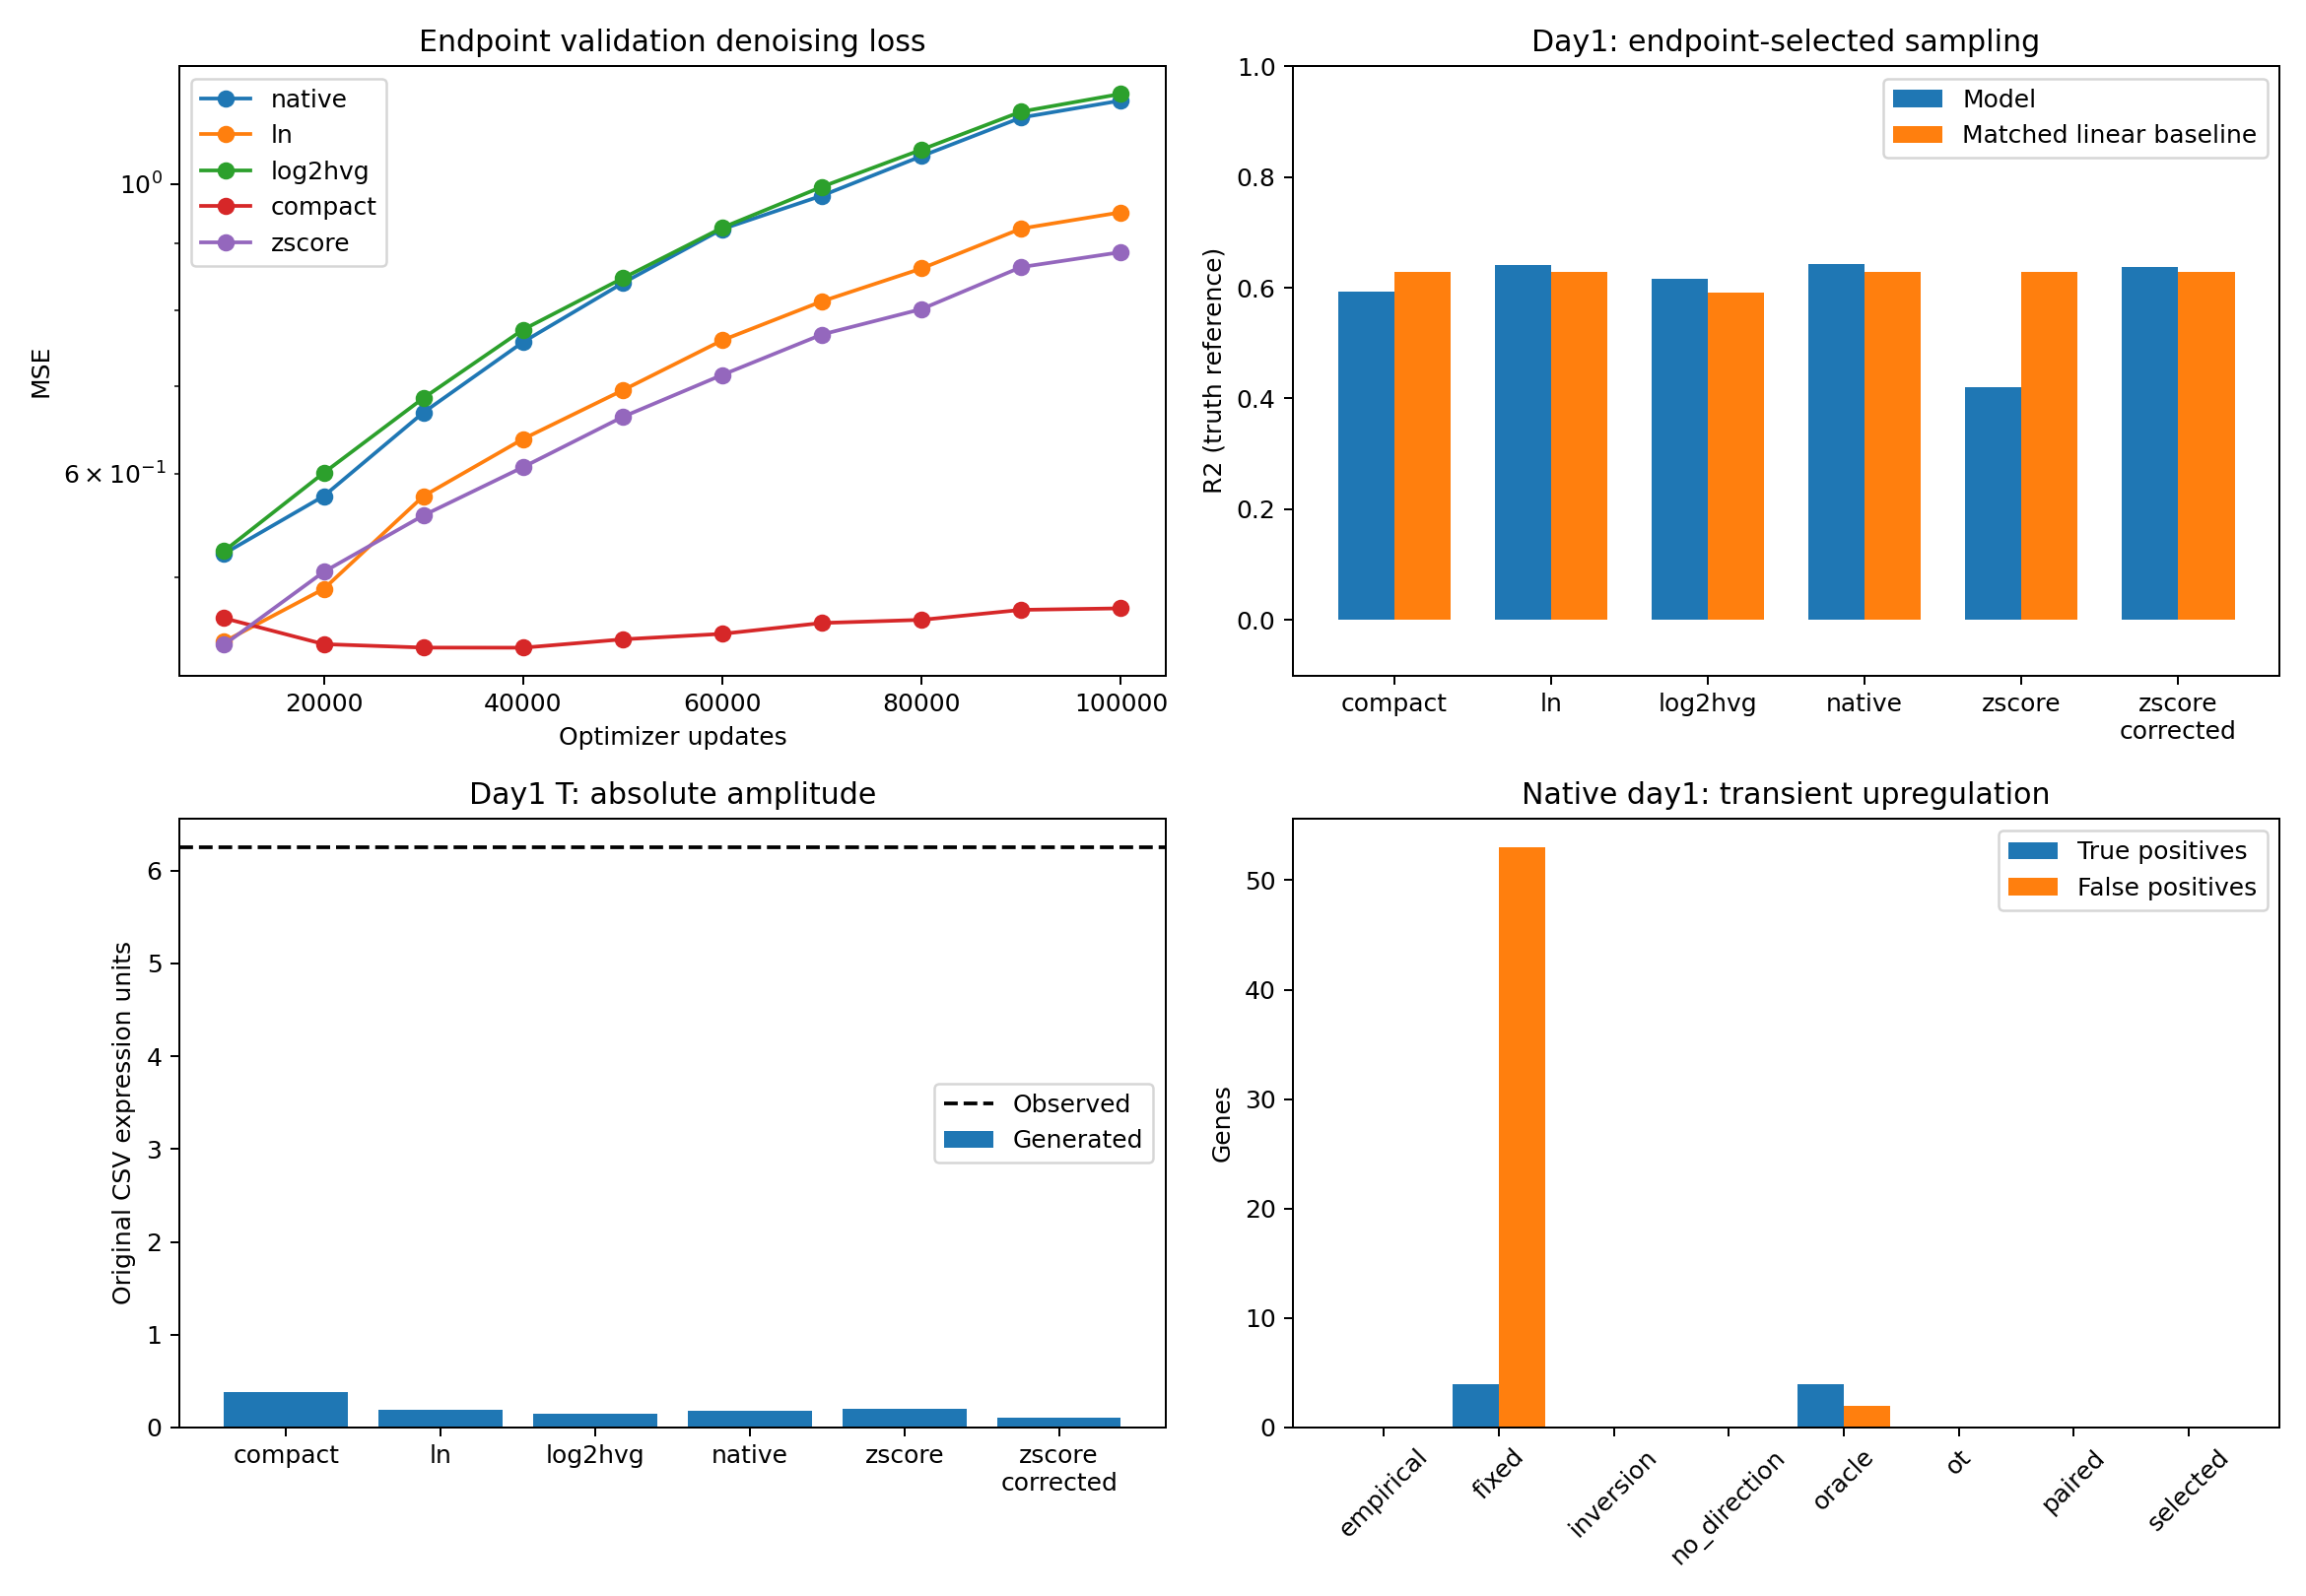 Endpoint validation denoising loss
MSE
10⁰
6 × 10⁻¹
native
ln
log2hvg
compact
zscore
20000 40000 60000 80000 100000
Optimizer updates
Day1: endpoint-selected sampling
R2 (truth reference)
1.0
0.8
0.6
0.4
0.2
0.0
Model
Matched linear baseline
compact ln log2hvg native zscore zscore
corrected
Day1 T: absolute amplitude
Original CSV expression units
6
5
4
3
2
1
0
Observed
Generated
compact ln log2hvg native zscore zscore
corrected
Native day1: transient upregulation
Genes
50
40
30
20
10
0
True positives
False positives
empirical fixed inversion no_direction oracle ot paired selected